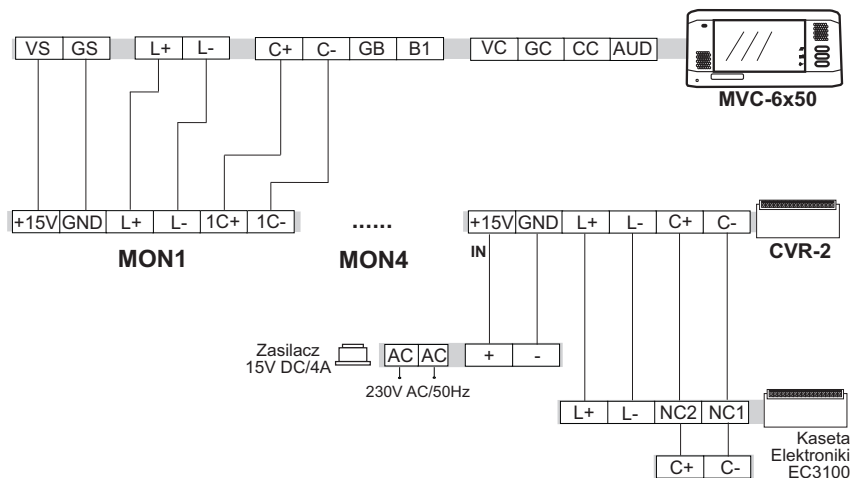 VS GS L+ L- C+ C- GB B1 VC GC CC AUD
MVC-6x50
+15V GND L+ L- 1C+ 1C-
MON1
......
MON4
+15V GND L+ L- C+ C-
IN
CVR-2
Zasilacz
15V DC/4A
AC AC + -
230V AC/50Hz
L+ L- NC2 NC1
Kaseta
Elektroniki
EC3100
C+ C-